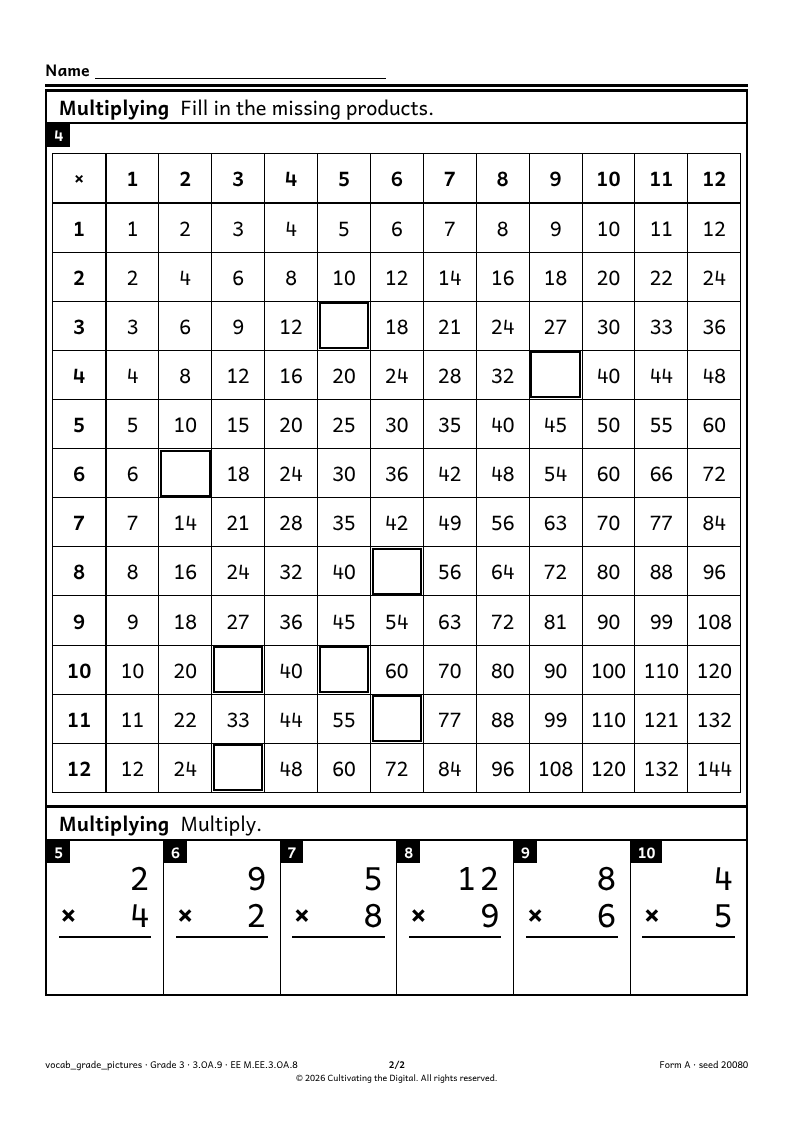 Name
Multiplying Fill in the missing products.
4
× 1 2 3 4 5 6 7 8 9 10 11 12
1 1 2 3 4 5 6 7 8 9 10 11 12
2 2 4 6 8 10 12 14 16 18 20 22 24
3 3 6 9 12 18 21 24 27 30 33 36
4 4 8 12 16 20 24 28 32 40 44 48
5 5 10 15 20 25 30 35 40 45 50 55 60
6 6 18 24 30 36 42 48 54 60 66 72
7 7 14 21 28 35 42 49 56 63 70 77 84
8 8 16 24 32 40 56 64 72 80 88 96
9 9 18 27 36 45 54 63 72 81 90 99 108
10 10 20 40 60 70 80 90 100 110 120
11 11 22 33 44 55 77 88 99 110 121 132
12 12 24 48 60 72 84 96 108 120 132 144
Multiplying Multiply.
5 6 7 8 9 10
2 9 5 12 8 4
× 4 × 2 × 8 × 9 × 6 × 5
vocab_grade_pictures · Grade 3 · 3.OA.9 · EE M.EE.3.OA.8 2/2 Form A · seed 20080
© 2026 Cultivating the Digital. All rights reserved.